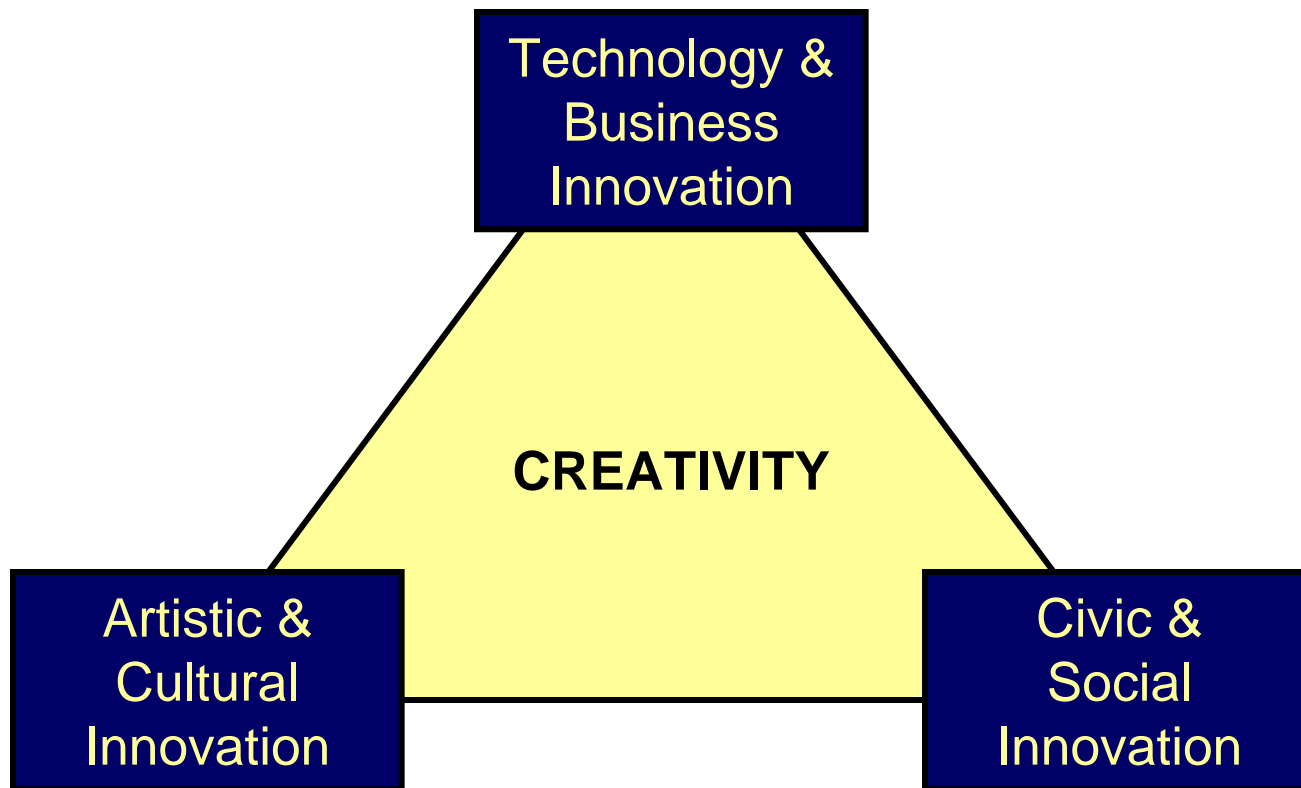 Technology &
Business
Innovation
CREATIVITY
Artistic &
Cultural
Innovation
Civic &
Social
Innovation